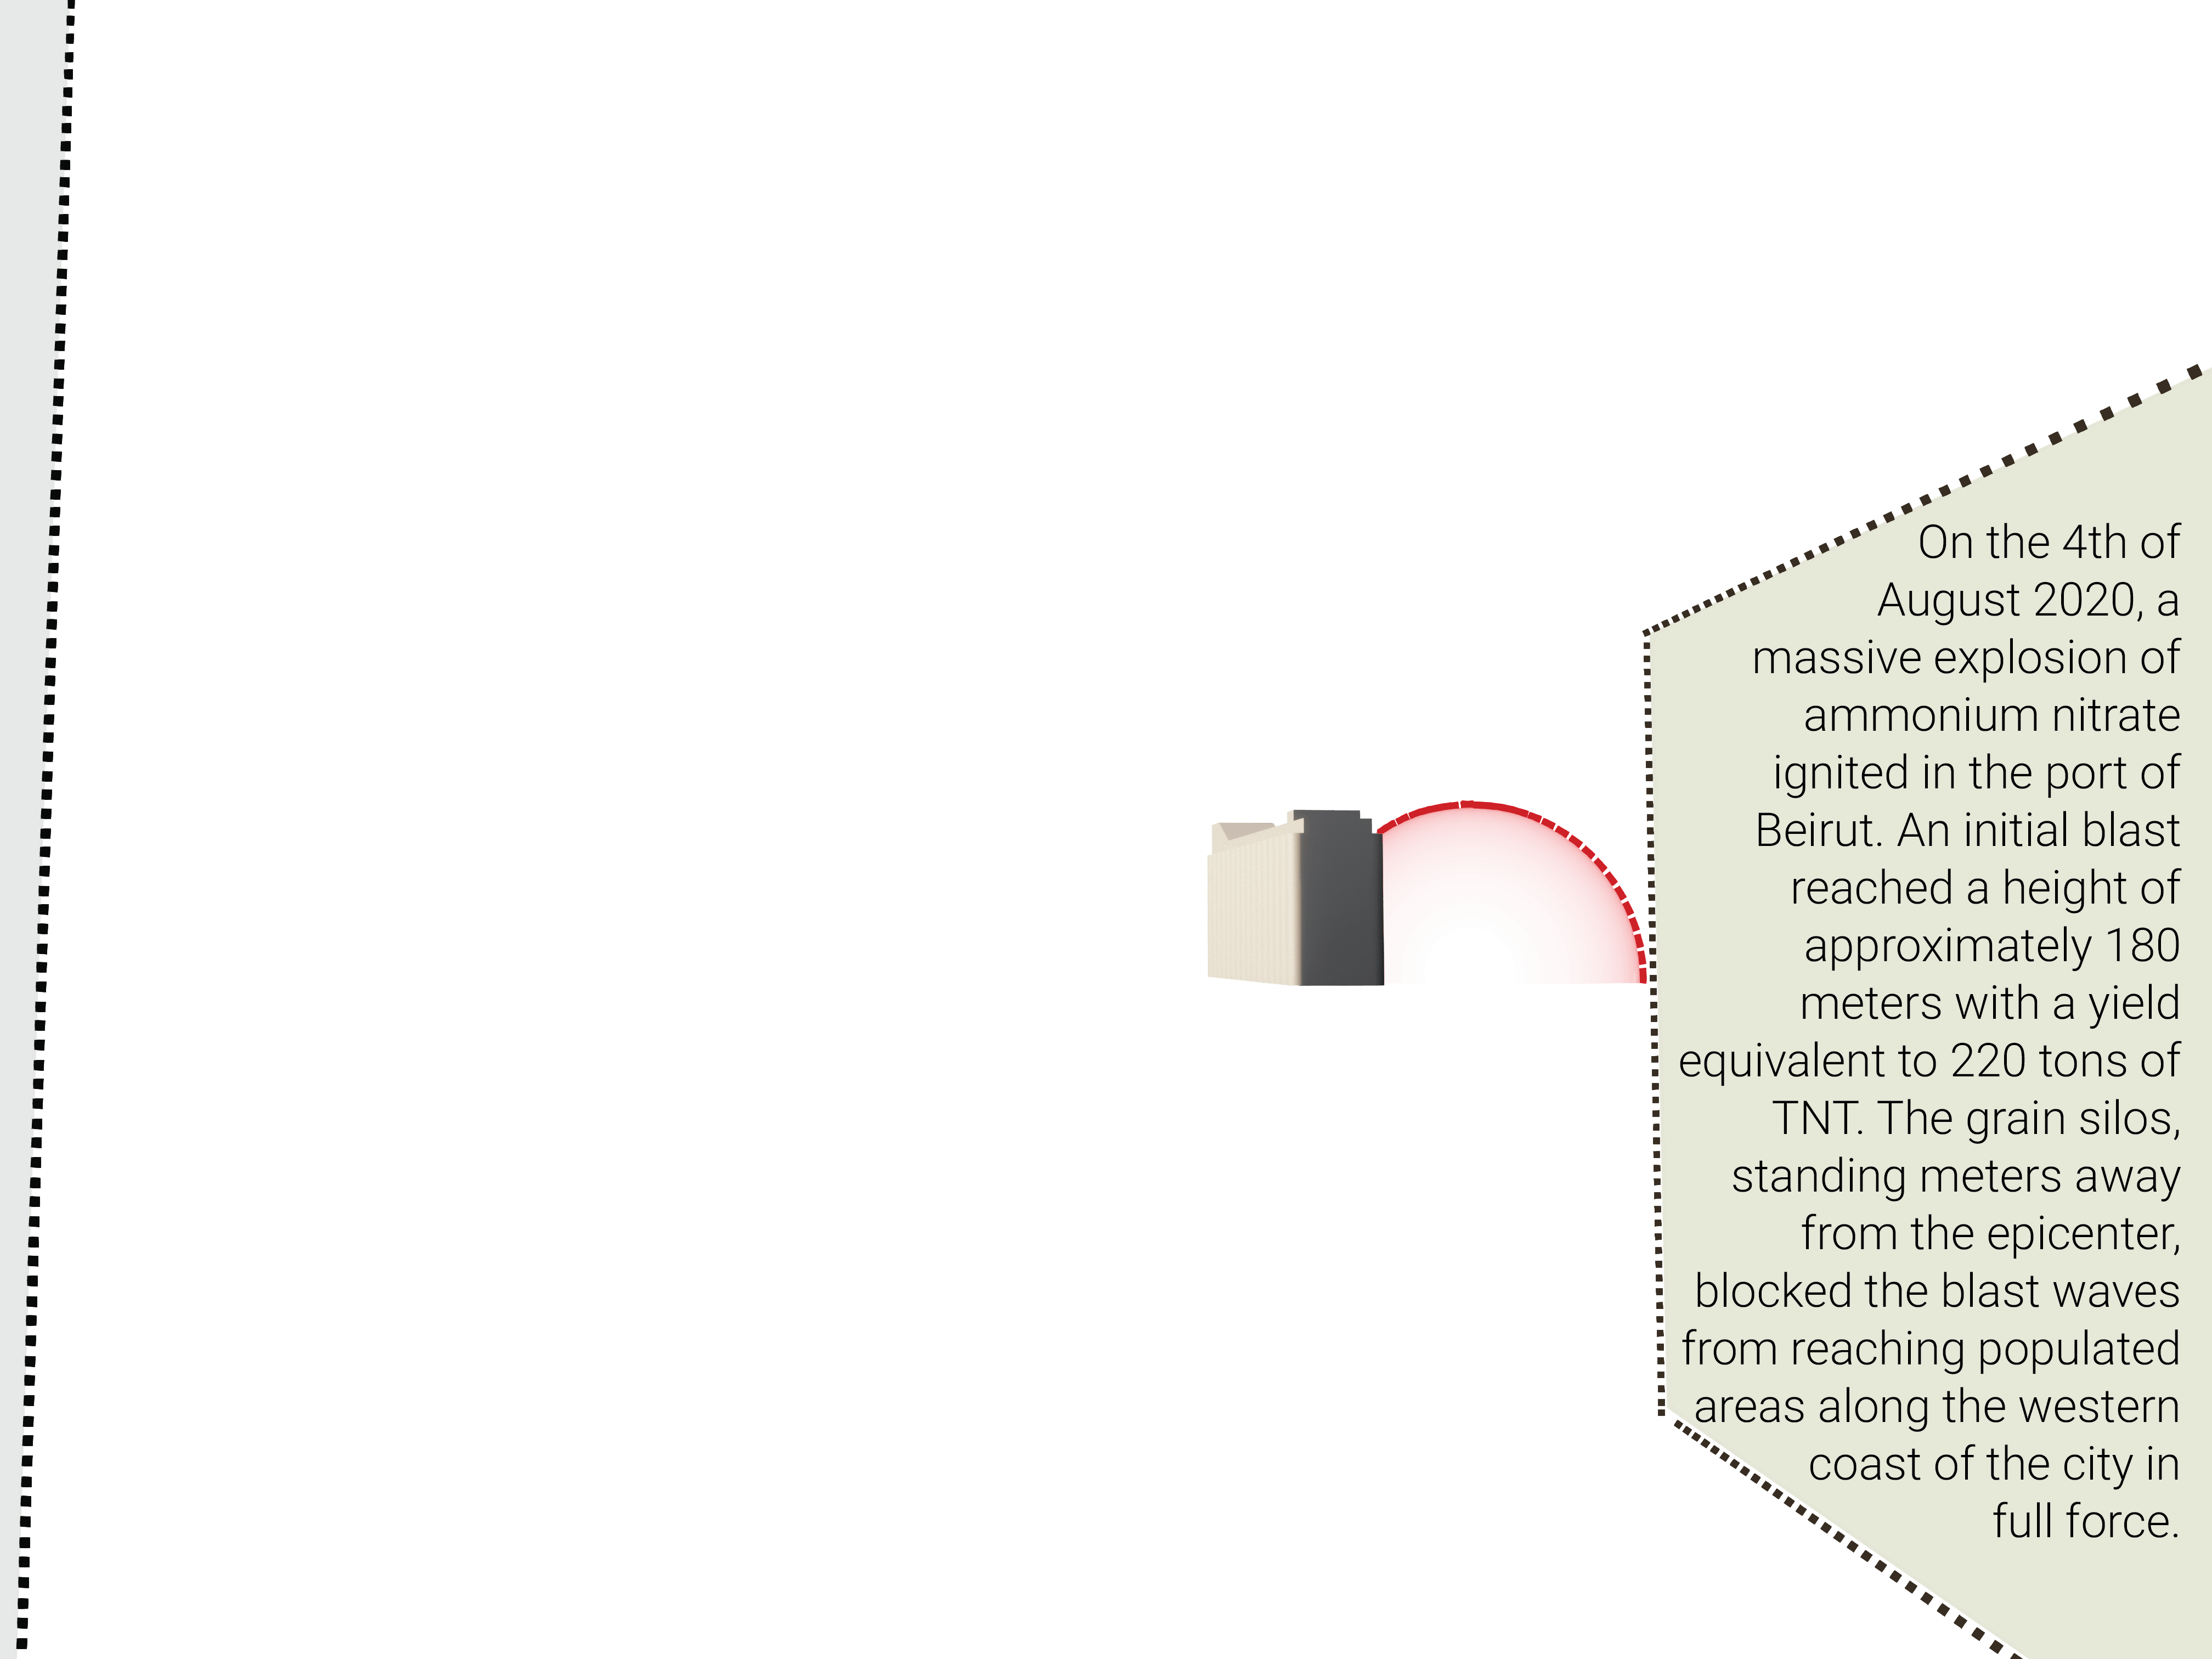 On the 4th of
August 2020, a
massive explosion of
ammonium nitrate
ignited in the port of
Beirut. An initial blast
reached a height of
approximately 180
meters with a yield
equivalent to 220 tons of
TNT. The grain silos,
standing meters away
from the epicenter,
blocked the blast waves
from reaching populated
areas along the western
coast of the city in
full force.